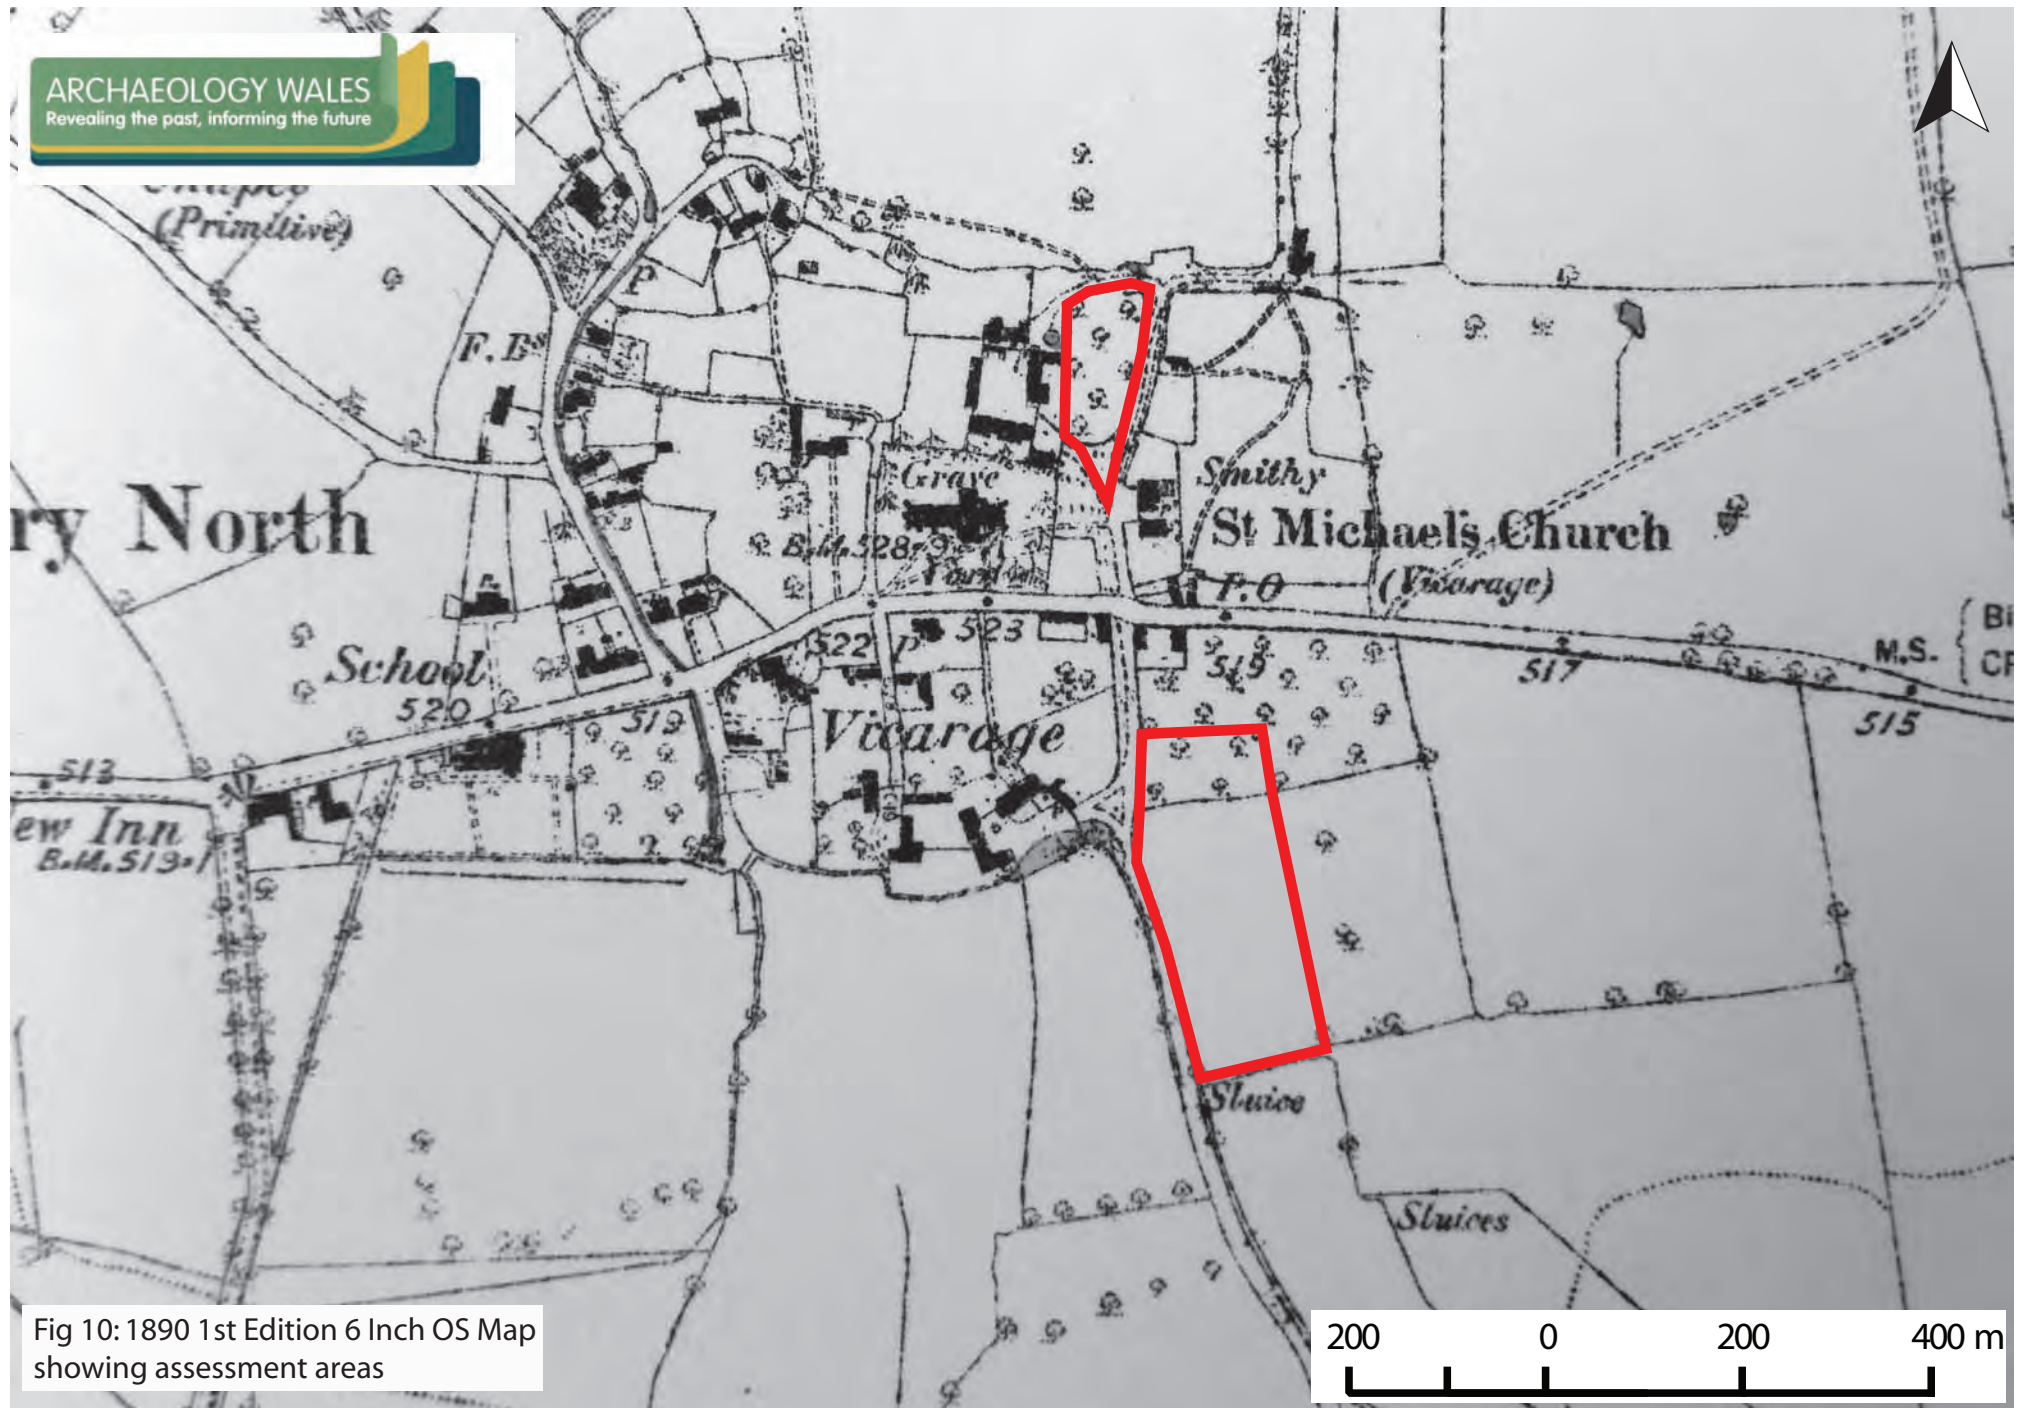 ARCHAEOLOGY WALES
Revealing the past, informing the future
(Primitive)
P
F. Bs
ry North
Grave
Smithy
St Michael's Church
(Vicarage)
B.M. 528.9
Yard
P.O
School
520
519
522
P
523
519
517
M.S.
515
Vicarage
513
ew Inn
B.M. 513.1
Sluice
Sluices
Fig 10: 1890 1st Edition 6 Inch OS Map
showing assessment areas
200 0 200 400 m